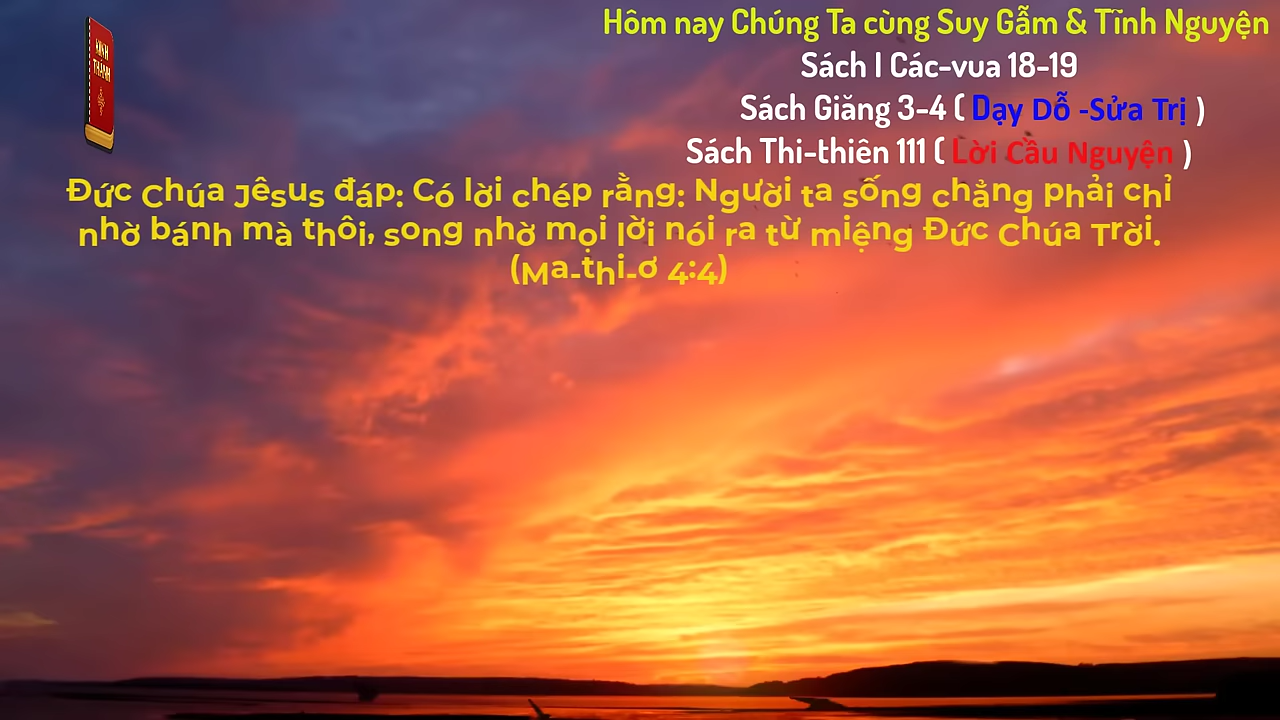 KINH
THÁNH
Hôm nay Chúng Ta cùng Suy Gẫm & Tĩnh Nguyện
Sách I Các-vua 18-19
Sách Giăng 3-4 ( Dạy Dỗ -Sửa Trị )
Sách Thi-thiên 111 ( Lời Cầu Nguyện )
Đức Chúa Jêsus đáp: Có lời chép rằng: Người ta sống chẳng phải chỉ
nhờ bánh mà thôi, song nhờ mọi lời nói ra từ miệng Đức Chúa Trời.
(Ma-thi-ơ 4:4)